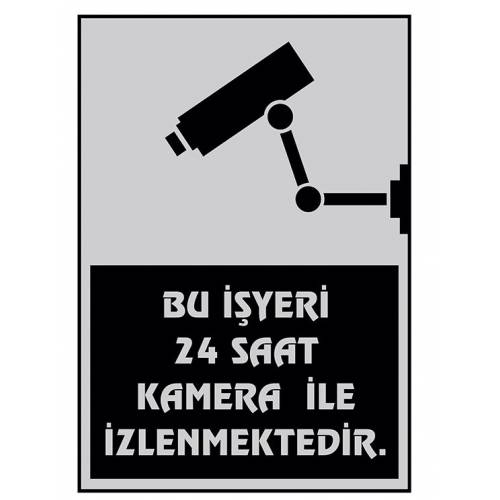 BU İŞYERİ
24 SAAT
KAMERA İLE
İZLENMEKTEDİR.